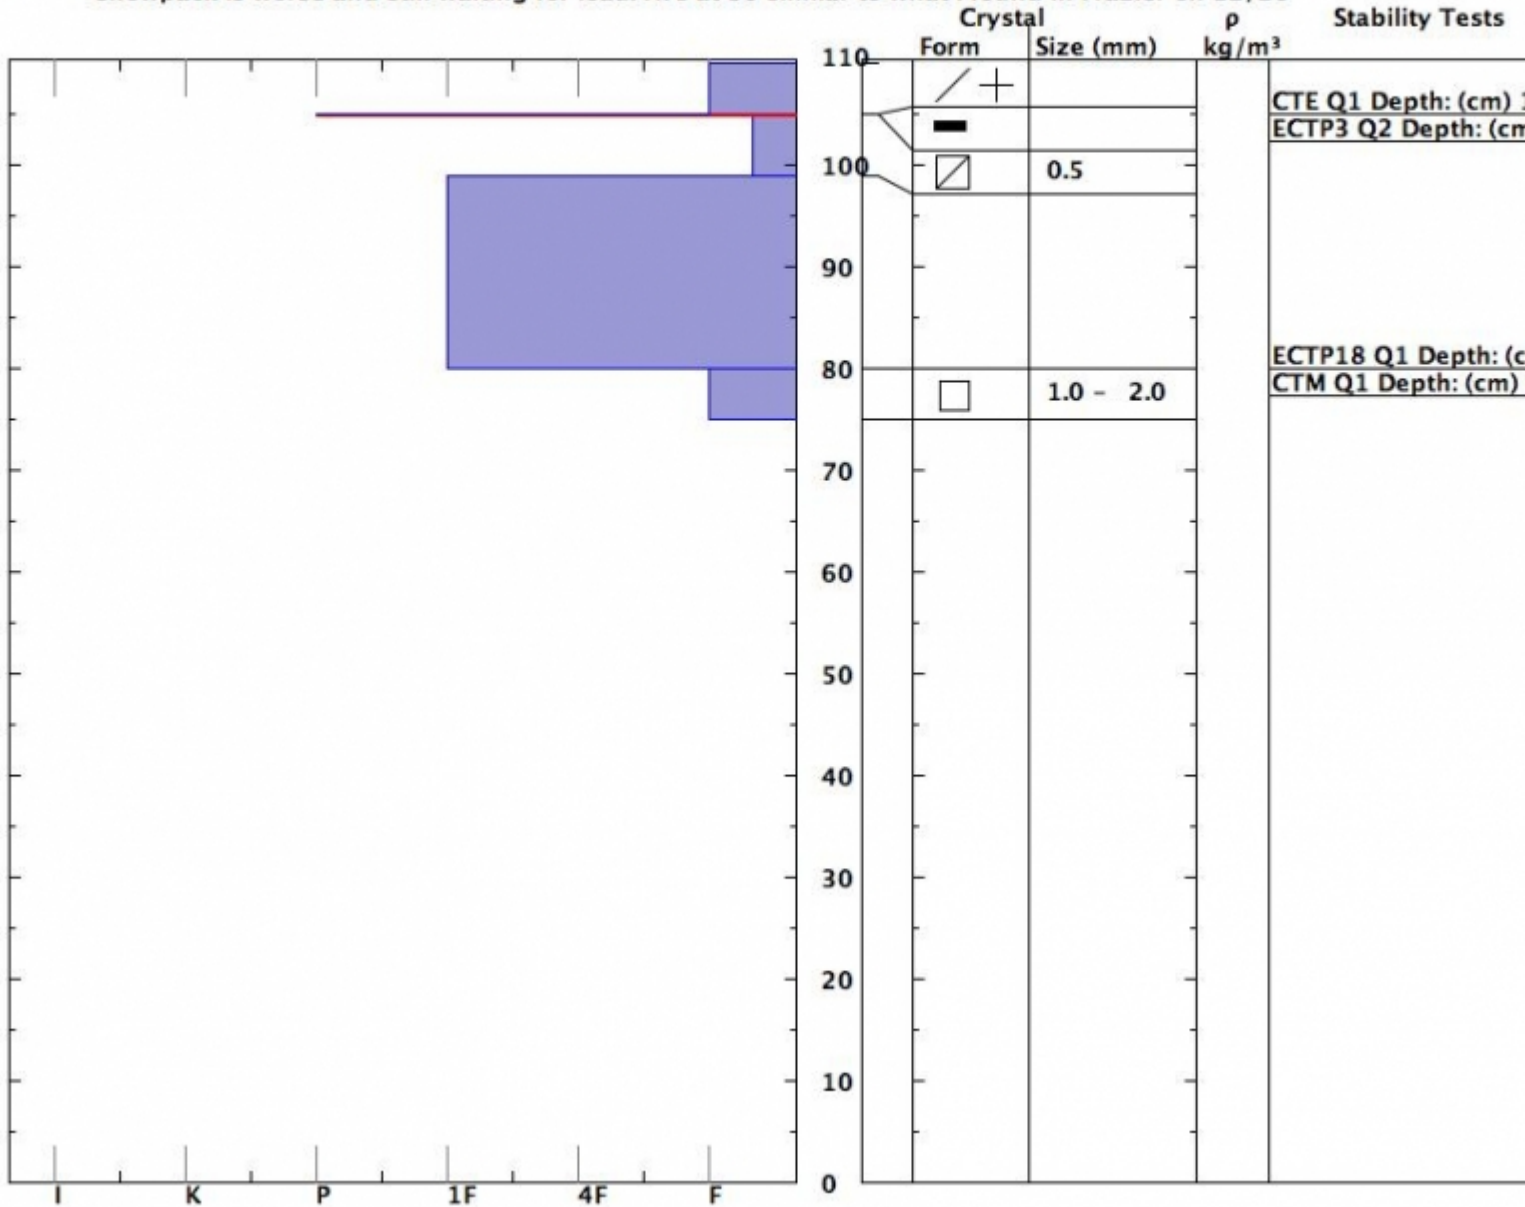 Crystal ρ Stability Tests
Form Size (mm) kg/m³
110
CTE Q1 Depth: (cm)
ECTP3 Q2 Depth:
100 0.5
90
ECTP18 Q1 Depth:
80
CTM Q1 Depth: (cm)
1.0 - 2.0
70
60
50
40
30
20
10
0
I K P 1F 4F F